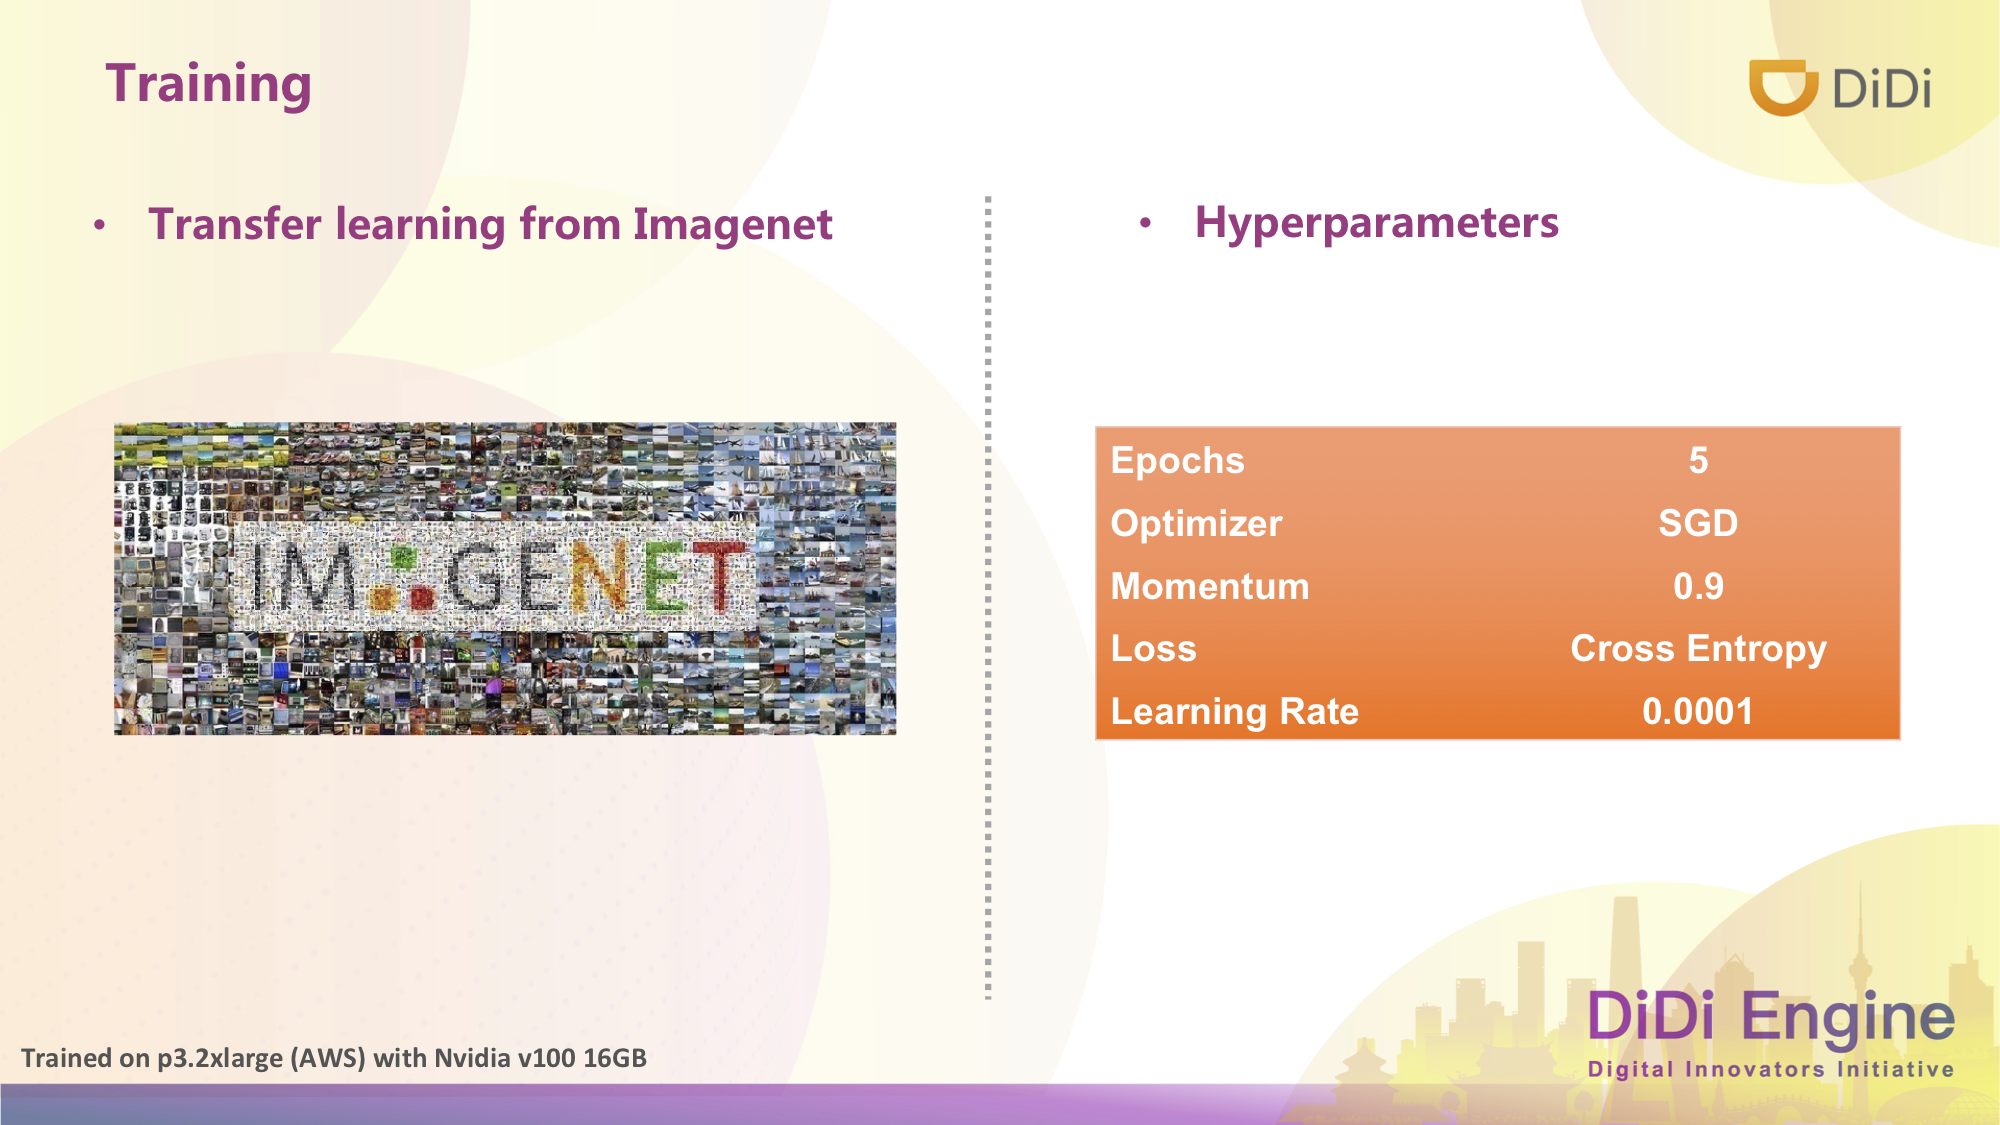 Training
DiDi
• Transfer learning from Imagenet
IMAGENET
• Hyperparameters
Epochs 5
Optimizer SGD
Momentum 0.9
Loss Cross Entropy
Learning Rate 0.0001
Trained on p3.2xlarge (AWS) with Nvidia v100 16GB
DiDi Engine
Digital Innovators Initiative